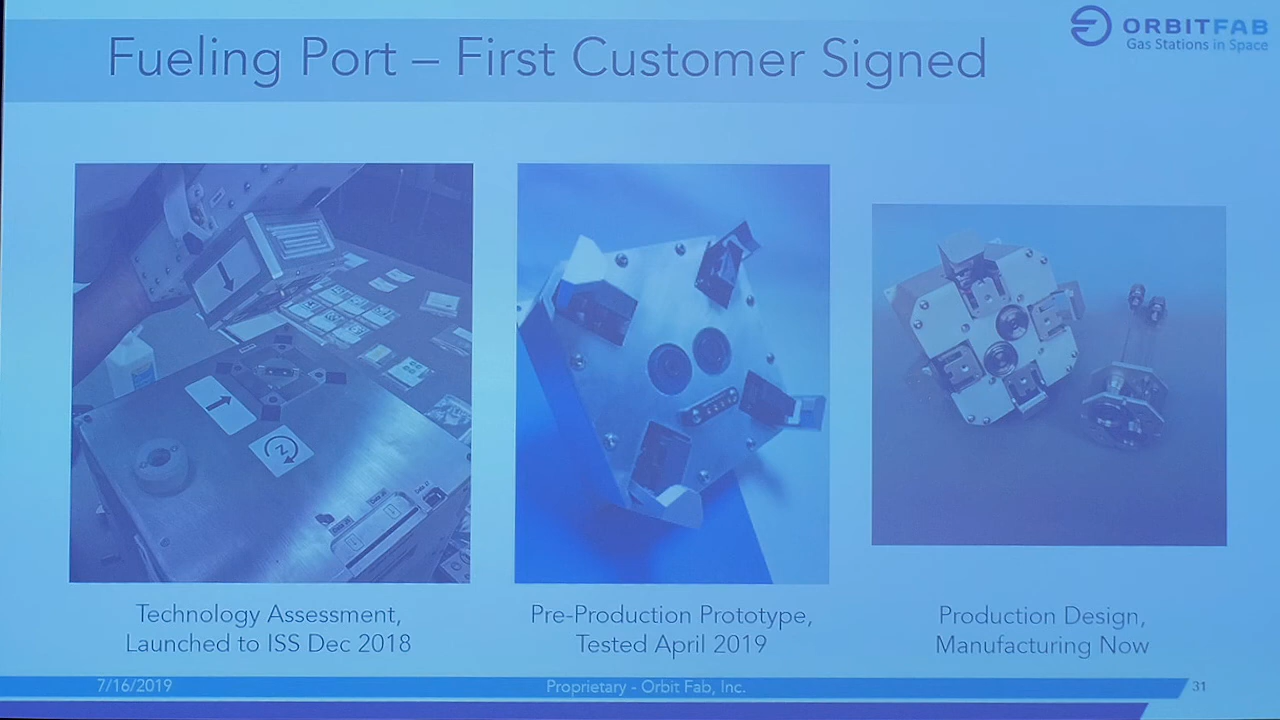 ORBITFAB
Gas Stations in Space
Fueling Port – First Customer Signed
Technology Assessment,
Launched to ISS Dec 2018
Pre-Production Prototype,
Tested April 2019
Production Design,
Manufacturing Now
7/16/2019
Proprietary - Orbit Fab, Inc.
31